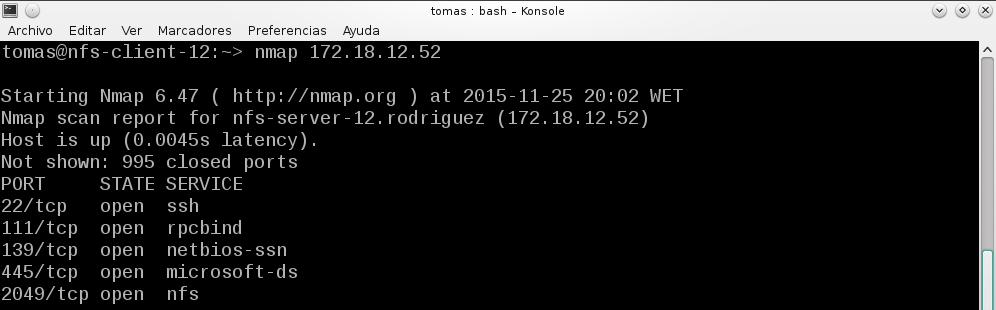 tomas : bash – Konsole
Archivo Editar Ver Marcadores Preferencias Ayuda
tomas@nfs-client-12:~> nmap 172.18.12.52
Starting Nmap 6.47 ( http://nmap.org ) at 2015-11-25 20:02 WET
Nmap scan report for nfs-server-12.rodriguez (172.18.12.52)
Host is up (0.0045s latency).
Not shown: 995 closed ports
PORT     STATE SERVICE
22/tcp   open  ssh
111/tcp  open  rpcbind
139/tcp  open  netbios-ssn
445/tcp  open  microsoft-ds
2049/tcp open  nfs